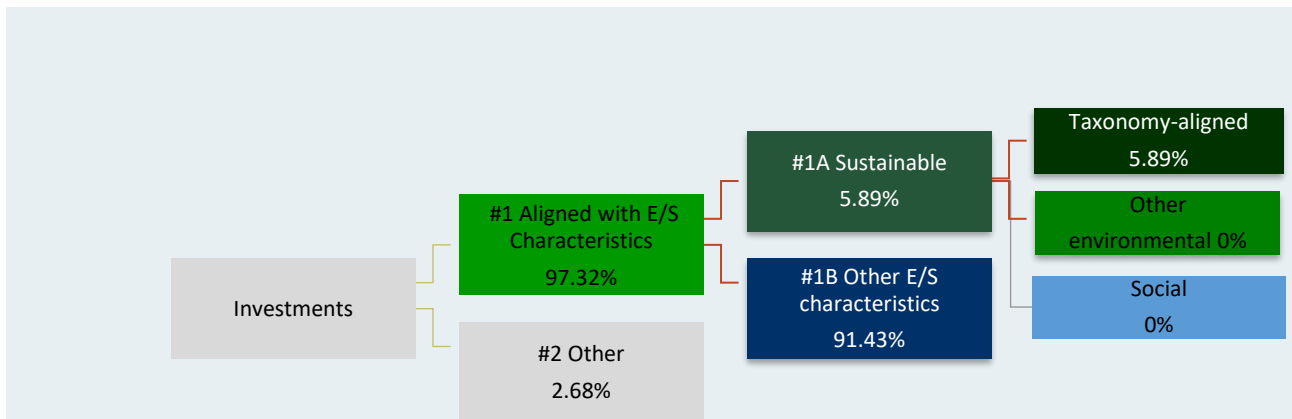 Investments
#1 Aligned with E/S
Characteristics
97.32%
#2 Other
2.68%
#1A Sustainable
5.89%
#1B Other E/S
characteristics
91.43%
Taxonomy-aligned
5.89%
Other
environmental 0%
Social
0%